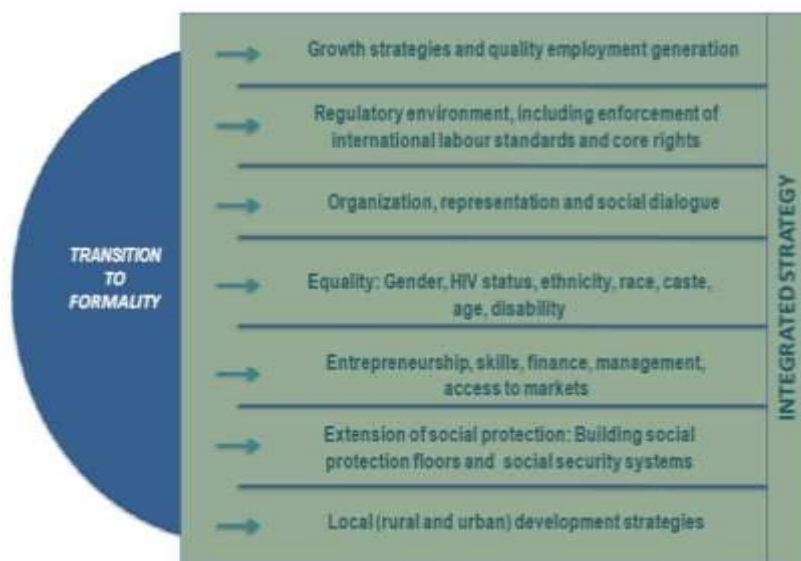 TRANSITION
TO
FORMALITY
Growth strategies and quality employment generation
Regulatory environment, including enforcement of
international labour standards and core rights
Organization, representation and social dialogue
Equality: Gender, HIV status, ethnicity, race, caste,
age, disability
Entrepreneurship, skills, finance, management,
access to markets
Extension of social protection: Building social
protection floors and social security systems
Local (rural and urban) development strategies
INTEGRATED STRATEGY